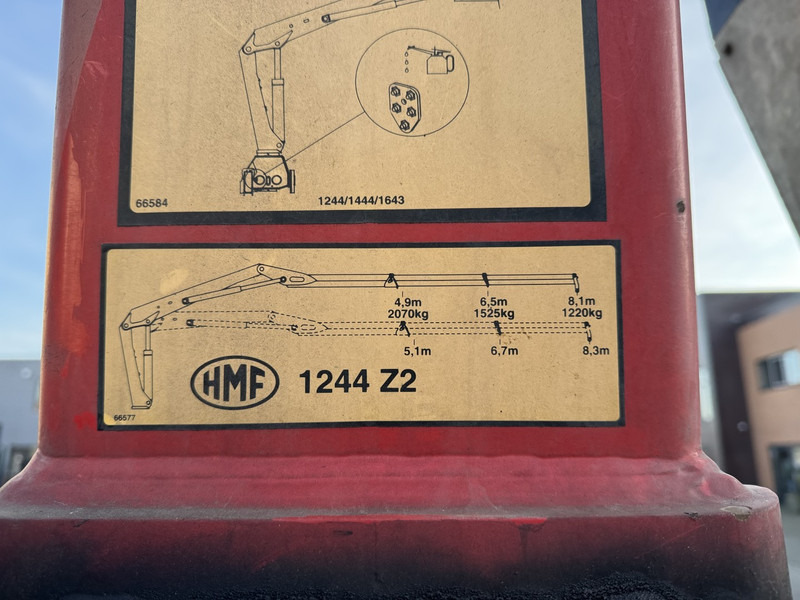 66584
1244/1444/1643
4,9m 6,5m 8,1m
2070kg 1525kg 1220kg
5,1m 6,7m 8,3m
HMF 1244 Z2
66577